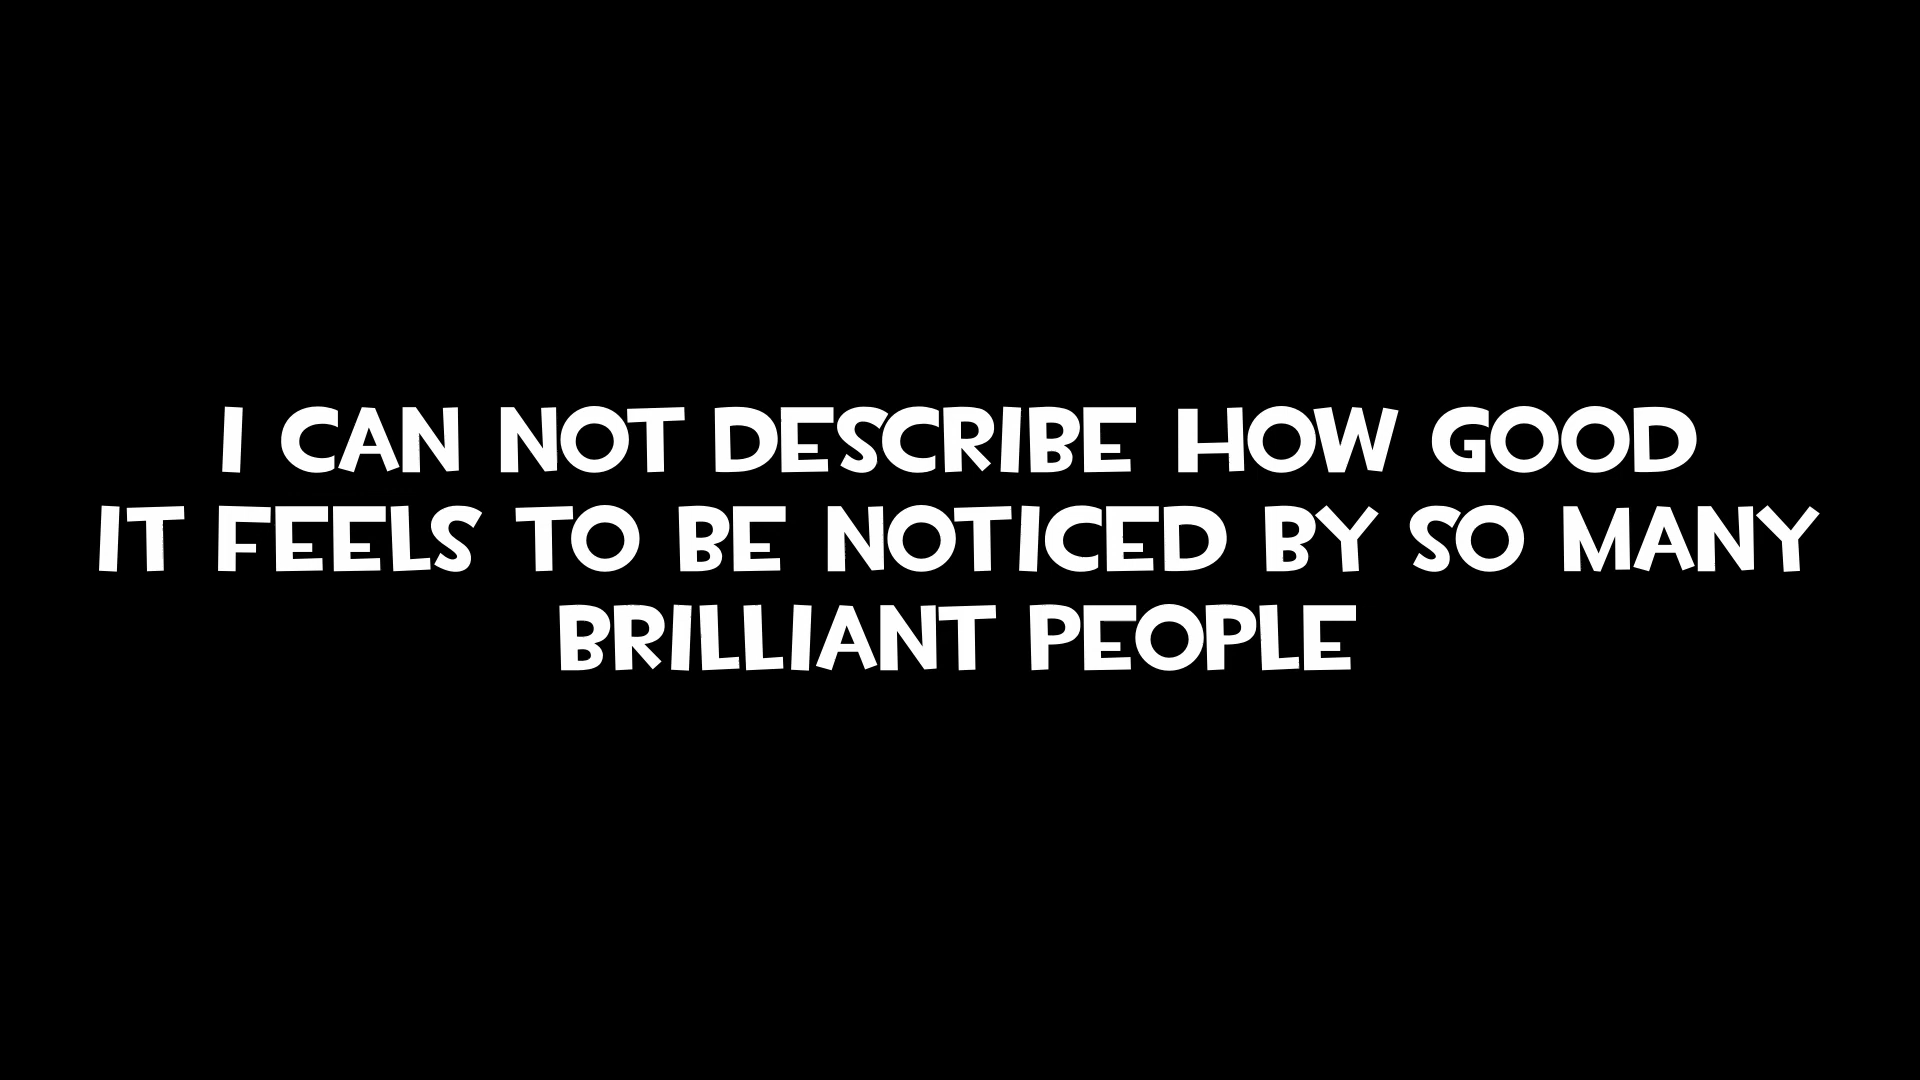 I CAN NOT DESCRIBE HOW GOOD
IT FEELS TO BE NOTICED BY SO MANY
BRILLIANT PEOPLE